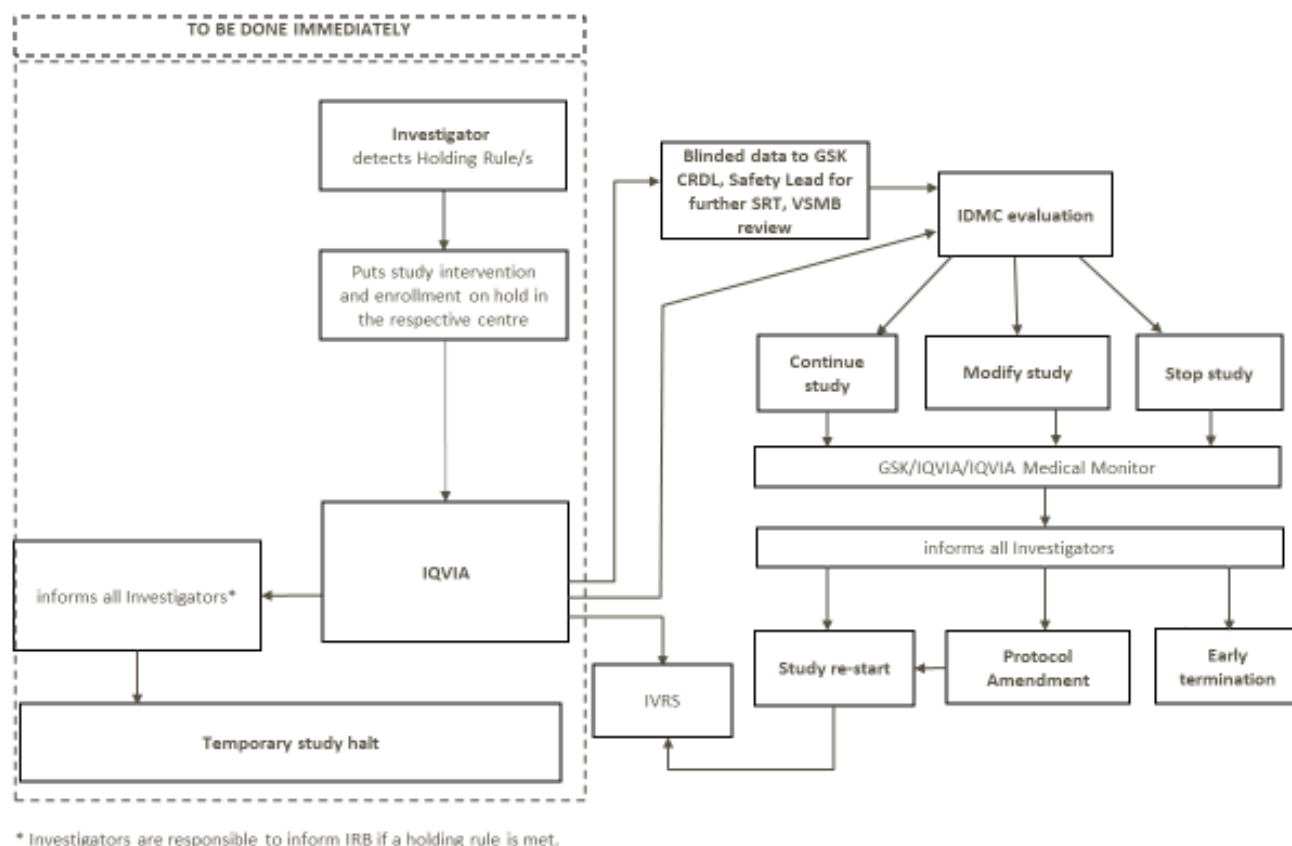 TO BE DONE IMMEDIATELY
Investigator
detects Holding Rule/s
Puts study intervention
and enrollment on hold in
the respective centre
IQVIA
informs all Investigators*
Temporary study halt
Blinded data to GSK
CRDL, Safety Lead for
further SRT, VSMB
review
IDMC evaluation
Continue
study
Modify study
Stop study
GSK/IQVIA/IQVIA Medical Monitor
informs all Investigators
Study re-start
Protocol
Amendment
Early
termination
IVRS
* Investigators are responsible to inform IRB if a holding rule is met.